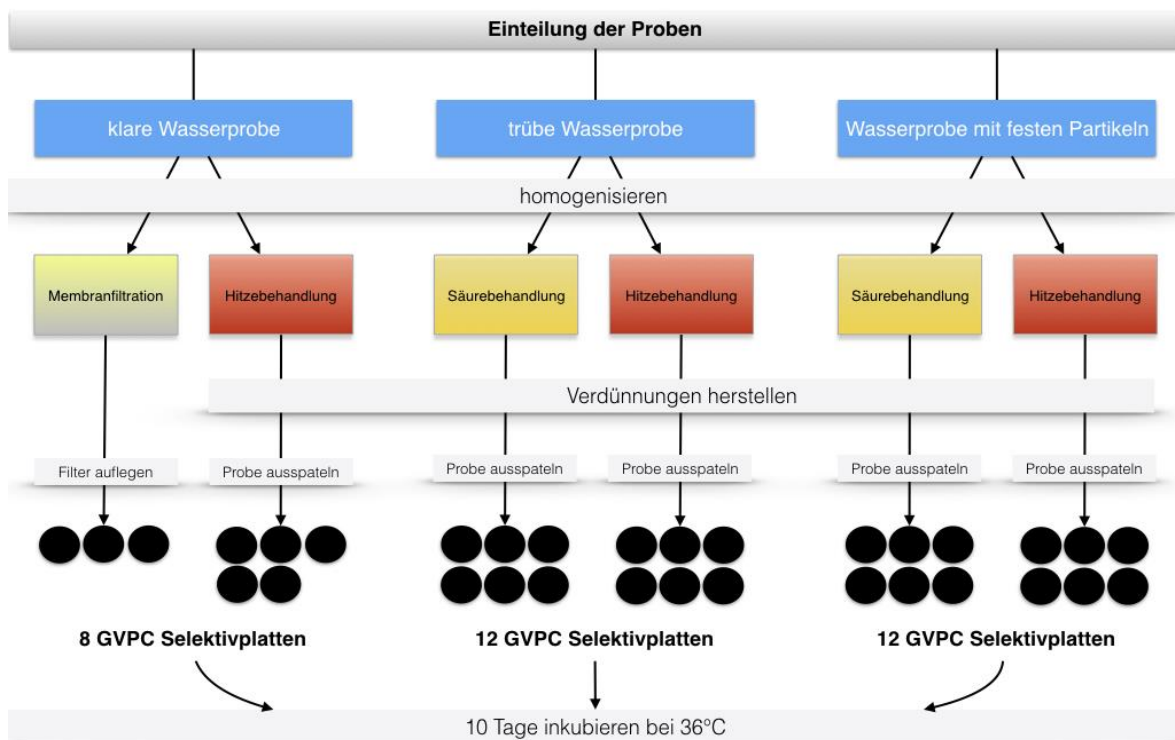 Einteilung der Proben
klare Wasserprobe
trübe Wasserprobe
Wasserprobe mit festen Partikeln
homogenisieren
Membranfiltration
Hitzebehandlung
Säurebehandlung
Hitzebehandlung
Säurebehandlung
Hitzebehandlung
Verdünnungen herstellen
Filter auflegen
Probe ausspateln
Probe ausspateln
Probe ausspateln
Probe ausspateln
Probe ausspateln
8 GVPC Selektivplatten
12 GVPC Selektivplatten
12 GVPC Selektivplatten
10 Tage inkubieren bei 36°C